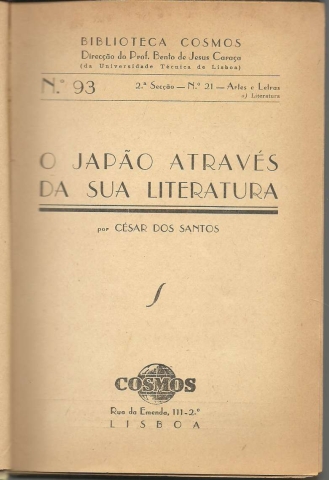 BIBLIOTECA COSMOS
Direcção do Prof. Bento de Jesus Caraça
(da Universidade Técnica de Lisboa)
N.º 93
2.ª Secção — N.º 21 — Artes e Letras
a) Literatura
O JAPÃO ATRAVÉS
DA SUA LITERATURA
por CÉSAR DOS SANTOS
COSMOS
Rua da Emenda, 111-2.º
LISBOA